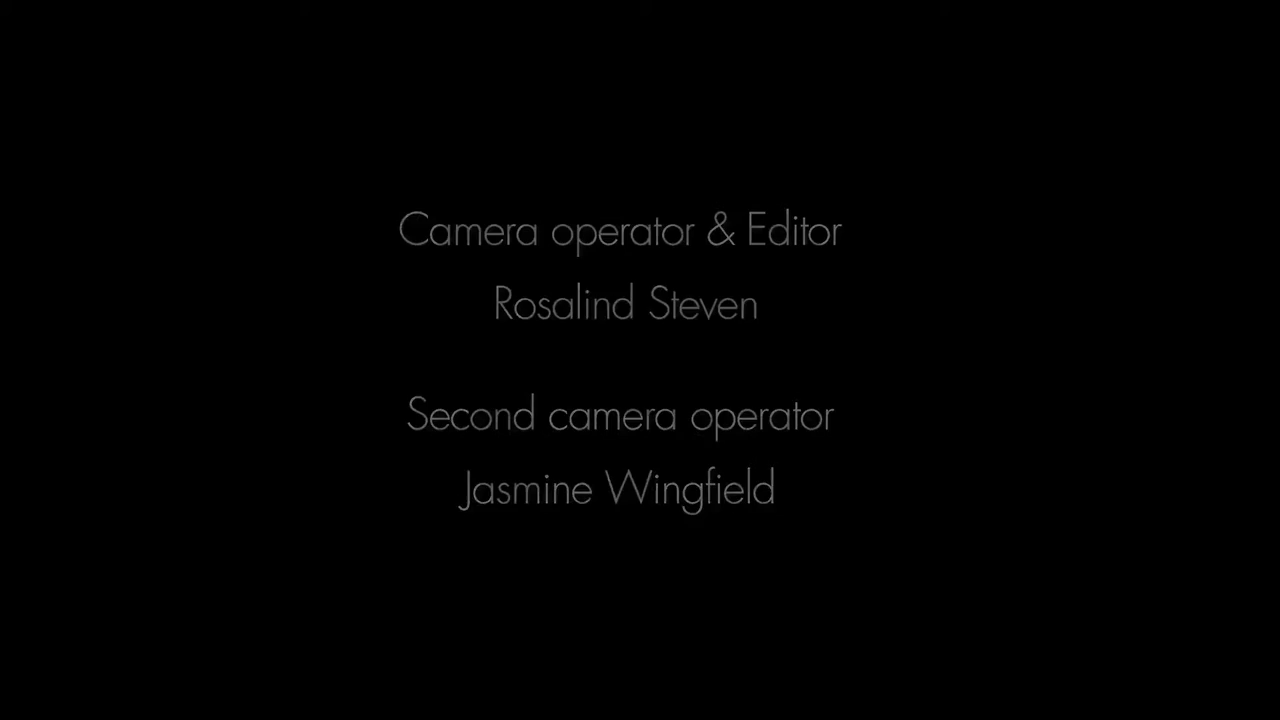 Camera operator & Editor
Rosalind Steven
Second camera operator
Jasmine Wingfield